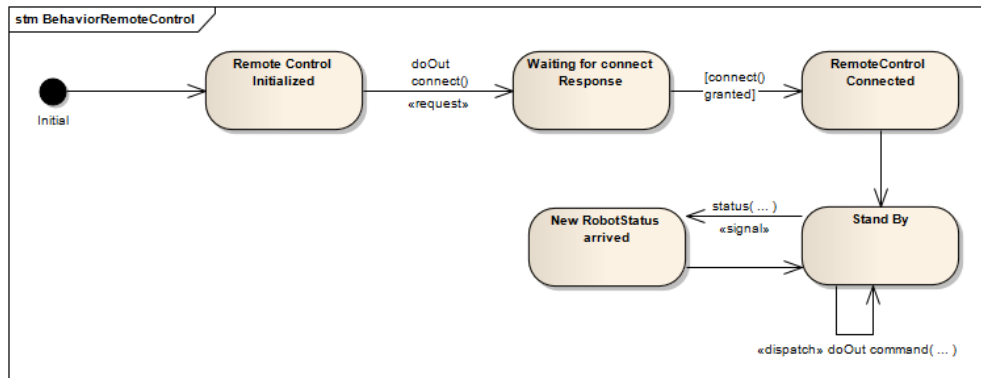 stm BehaviorRemoteControl
Initial
Remote Control
Initialized
doOut
connect()
«request»
Waiting for connect
Response
[connect()
granted]
RemoteControl
Connected
New RobotStatus
arrived
status( ... )
«signal»
Stand By
«dispatch» doOut command( ... )